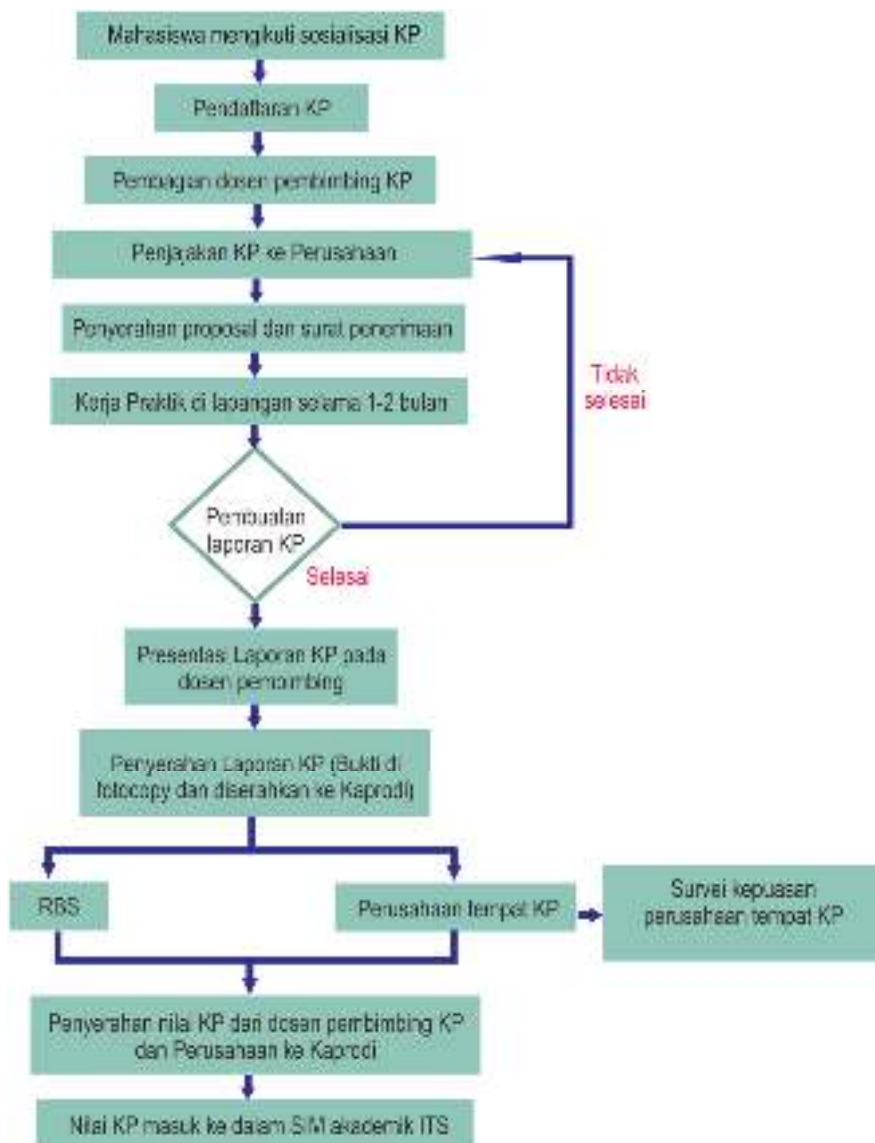 Mahasiswa mengikuti sosialisasi KP
Pendaftaran KP
Pembagian dosen pembimbing KP
Penjajakan KP ke Perusahaan
Penyerahan proposal dan surat penerimaan
Kerja Praktik di lapangan selama 1-2 bulan
Tidak
selesai
Pembuatan
laporan KP
Selesai
Presentasi Laporan KP pada
dosen pembimbing
Penyerahan Laporan KP (Bukti di
fotocopy dan diserahkan ke Kaprodi)
RBS
Perusahaan tempat KP
Survei kepuasan
perusahaan tempat KP
Penyerahan nilai KP dari dosen pembimbing KP
dan Perusahaan ke Kaprodi
Nilai KP masuk ke dalam SIM akademik ITS